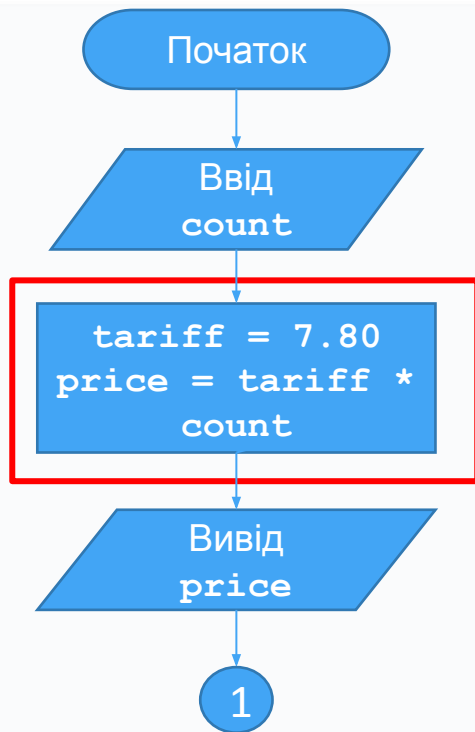 Початок
Ввід
count
tariff = 7.80
price = tariff *
count
Вивід
price
1